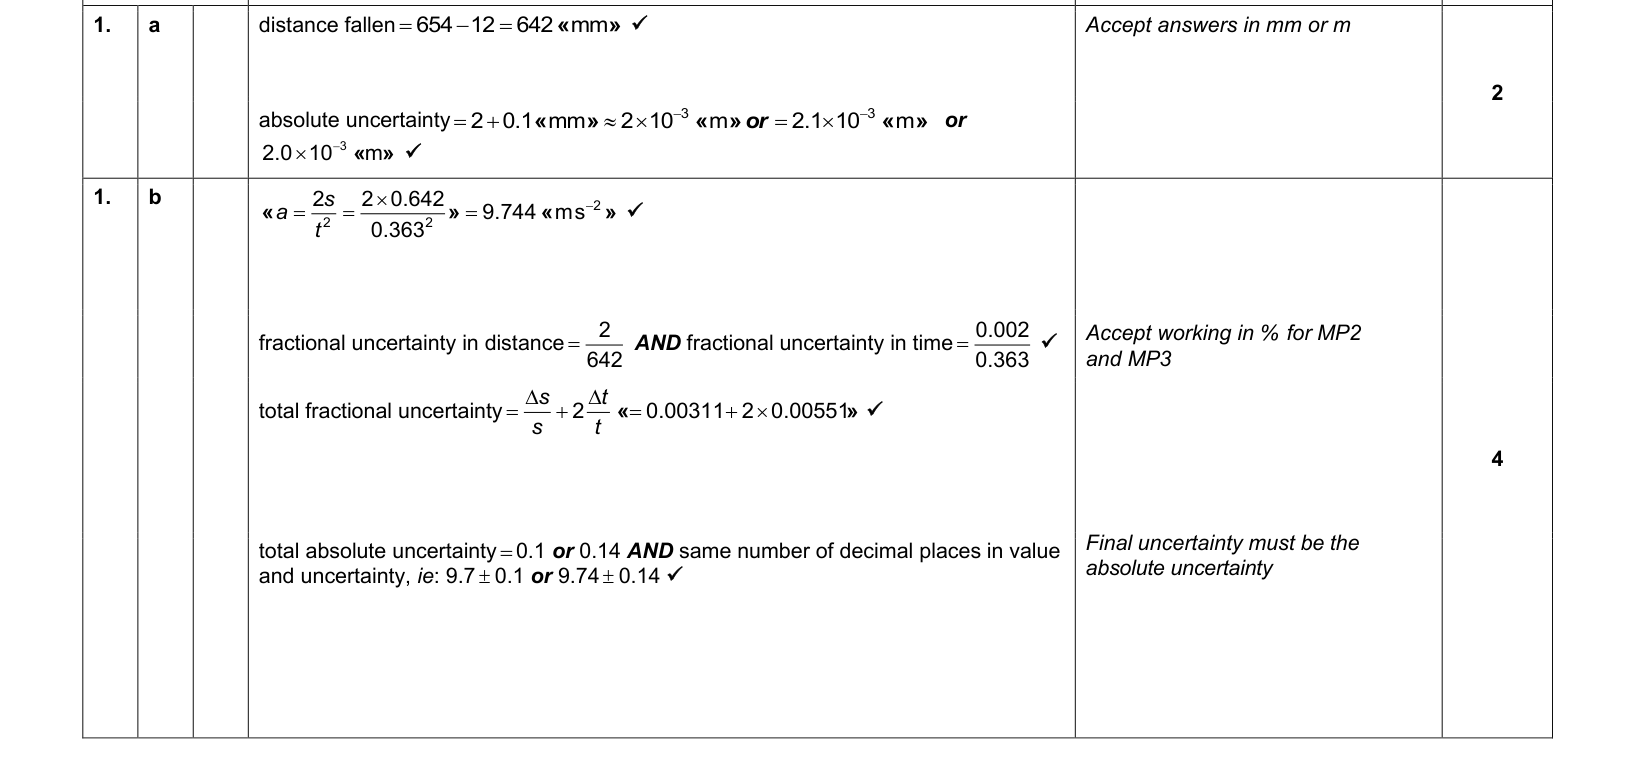 1. a distance fallen = 654 − 12 = 642 «mm» ✓ Accept answers in mm or m
2
absolute uncertainty = 2 + 0.1 «mm» ≈ 2×10⁻³ «m» or = 2.1×10⁻³ «m» or
2.0×10⁻³ «m» ✓
1. b «a = 2s/t² = (2×0.642)/0.363²» = 9.744 «ms⁻²» ✓
fractional uncertainty in distance = 2/642 AND fractional uncertainty in time = 0.002/0.363 ✓ Accept working in % for MP2
and MP3
total fractional uncertainty = Δs/s + 2 Δt/t «= 0.00311 + 2×0.00551» ✓
4
total absolute uncertainty = 0.1 or 0.14 AND same number of decimal places in value Final uncertainty must be the
and uncertainty, ie: 9.7 ± 0.1 or 9.74 ± 0.14 ✓ absolute uncertainty